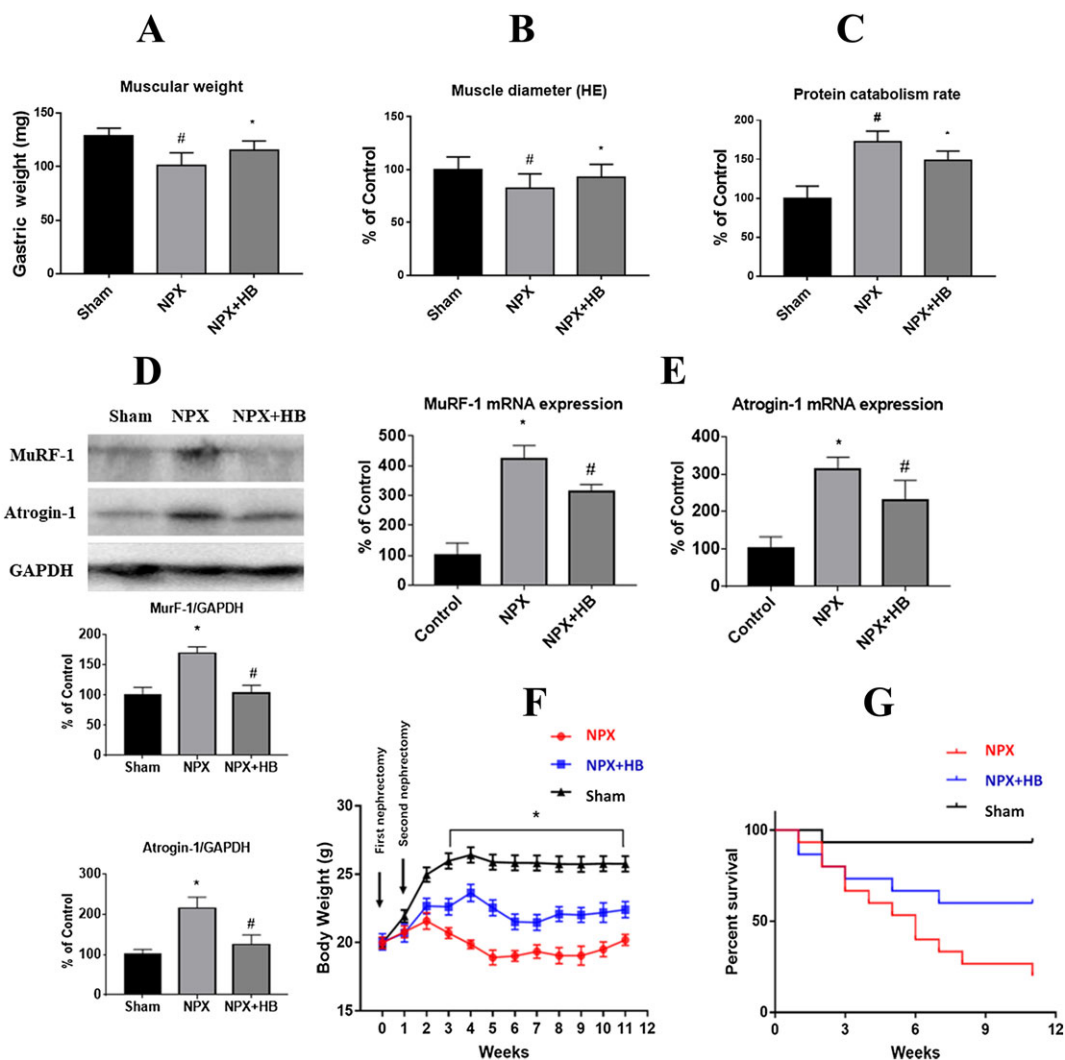 A
Muscular weight
Gastric weight (mg)
150
100
50
0
#
*
Sham
NPX
NPX+HB
B
Muscle diameter (HE)
% of Control
150
100
50
0
#
*
Sham
NPX
NPX+HB
C
Protein catabolism rate
% of Control
200
150
100
50
0
#
Sham
NPX
NPX+HB
D
Sham NPX NPX+HB
MuRF-1
Atrogin-1
GAPDH
MurF-1/GAPDH
% of Control
200
150
100
50
0
*
#
Sham NPX NPX+HB
Atrogin-1/GAPDH
% of Control
300
200
100
0
*
#
Sham NPX NPX+HB
E
MuRF-1 mRNA expression
% of Control
500
400
300
200
100
0
*
#
Control
NPX
NPX+HB
Atrogin-1 mRNA expression
% of Control
400
300
200
100
0
*
#
Control
NPX
NPX+HB
F
First nephrectomy
Second nephrectomy
NPX
NPX+HB
Sham
*
Body Weight (g)
30
25
20
15
0 1 2 3 4 5 6 7 8 9 10 11 12
Weeks
G
NPX
NPX+HB
Sham
Percent survival
100
50
0
0 3 6 9 12
Weeks